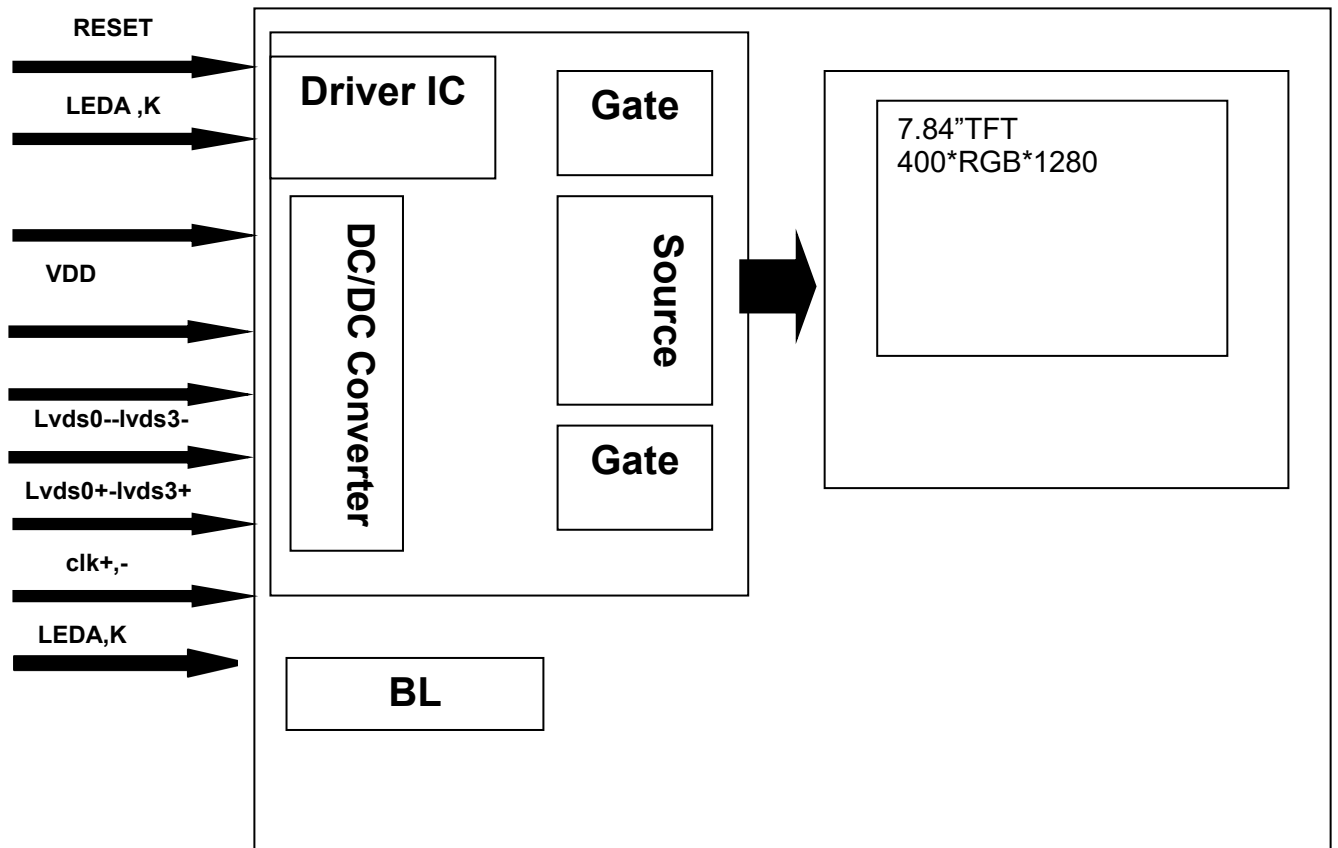 RESET
LEDA ,K
VDD
Lvds0--lvds3-
Lvds0+-lvds3+
clk+,-
LEDA,K
Driver IC
DC/DC Converter
Gate
Source
Gate
BL
7.84”TFT
400*RGB*1280